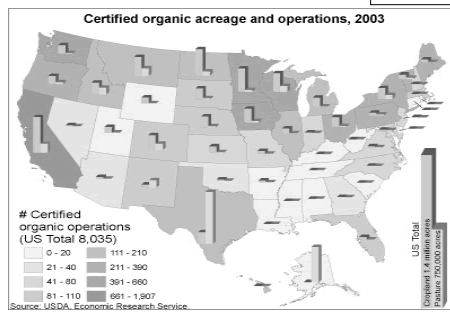 Certified organic acreage and operations, 2003
# Certified
organic operations
(US Total 8,035)
0 - 20
21 - 40
41 - 80
81 - 110
111 - 210
211 - 390
391 - 660
661 - 1,907
US Total
Cropland 1.4 million acres
Pasture 750,000 acres
Source: USDA, Economic Research Service.